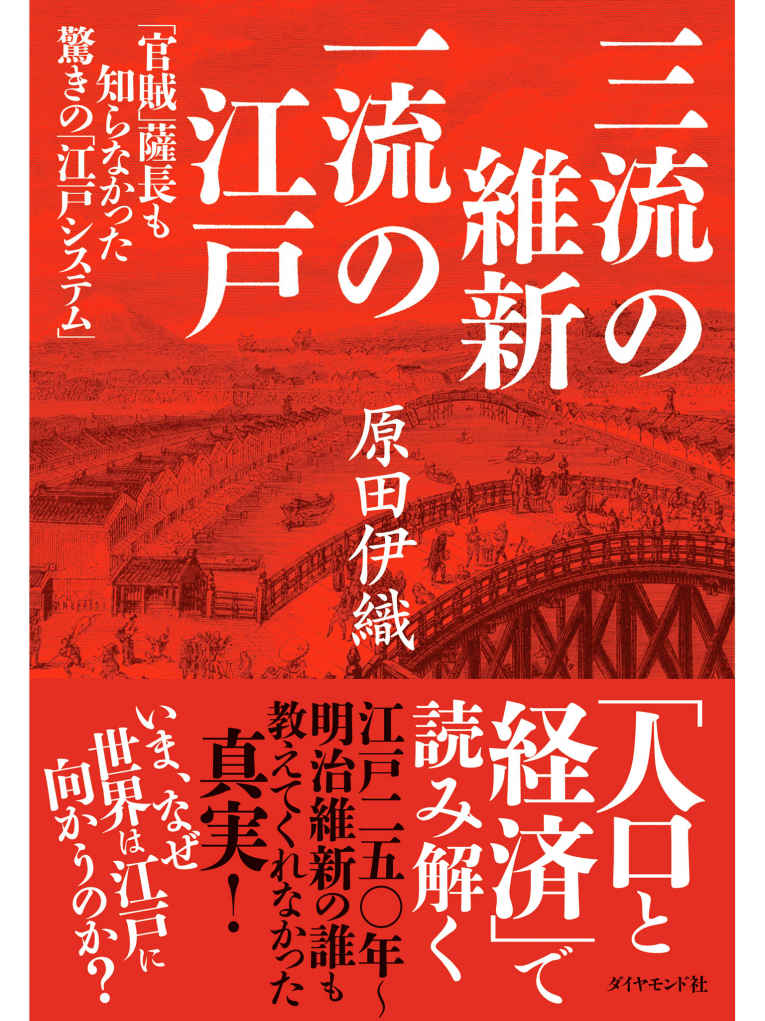 三流の
維新
一流の
江戸
「官賊」薩長も
知らなかった
驚きの「江戸システム」
原田伊織
「人口と
経済」で
読み解く
江戸二五〇年〜
明治維新の誰も
教えてくれなかった
真実!
いま、なぜ
世界は江戸に
向かうのか?
ダイヤモンド社